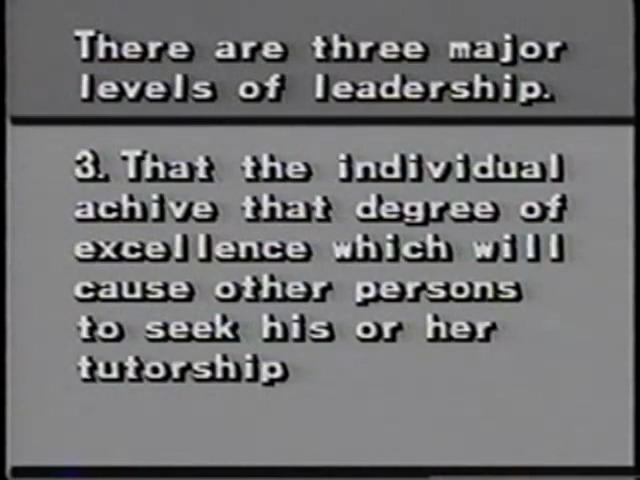 There are three major
levels of leadership.
3. That the individual
achive that degree of
excellence which will
cause other persons
to seek his or her
tutorship